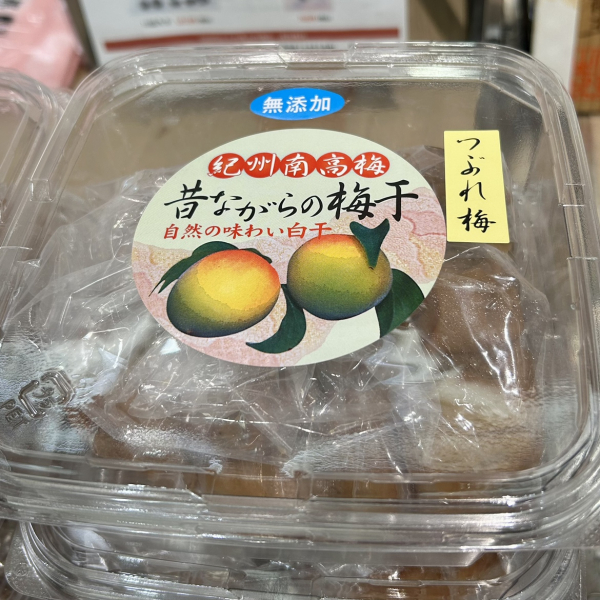 無添加
紀州南高梅
昔ながらの梅干
自然の味わい白干
つぶれ梅